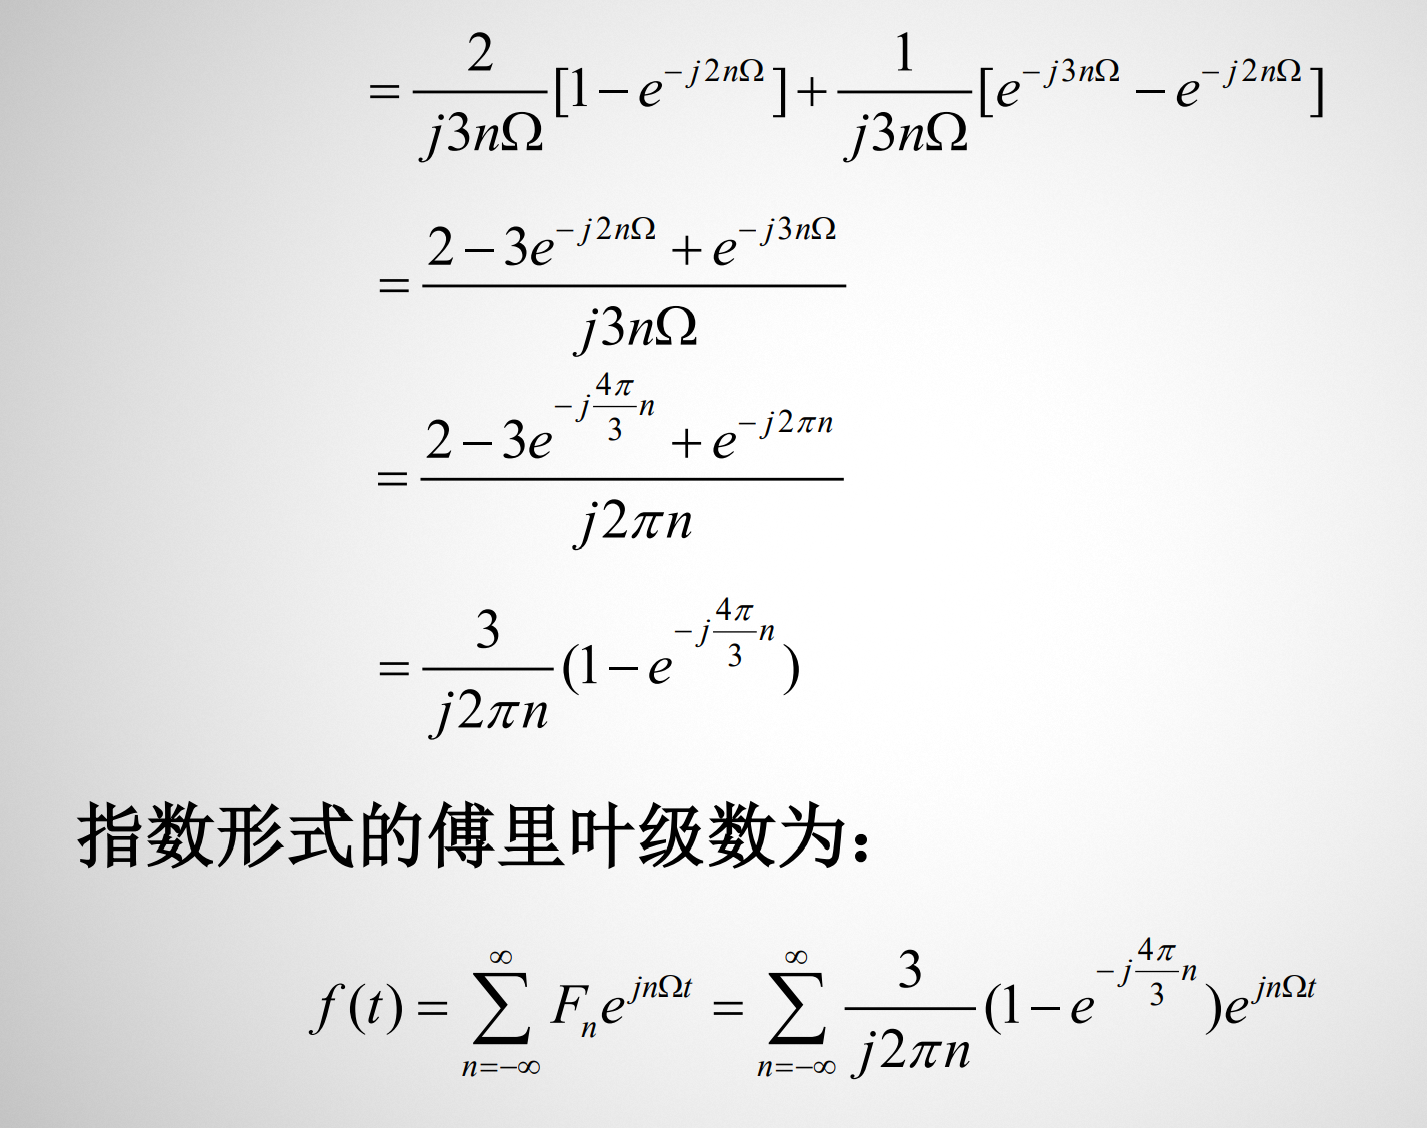 = \frac{2}{j3n\Omega}[1-e^{-j2n\Omega}]+\frac{1}{j3n\Omega}[e^{-j3n\Omega}-e^{-j2n\Omega}]
= \frac{2-3e^{-j2n\Omega}+e^{-j3n\Omega}}{j3n\Omega}
= \frac{2-3e^{-j\frac{4\pi}{3}n}+e^{-j2\pi n}}{j2\pi n}
= \frac{3}{j2\pi n}(1-e^{-j\frac{4\pi}{3}n})
指数形式的傅里叶级数为：
f(t)=\sum_{n=-\infty}^{\infty}F_n e^{jn\Omega t}=\sum_{n=-\infty}^{\infty}\frac{3}{j2\pi n}(1-e^{-j\frac{4\pi}{3}n})e^{jn\Omega t}